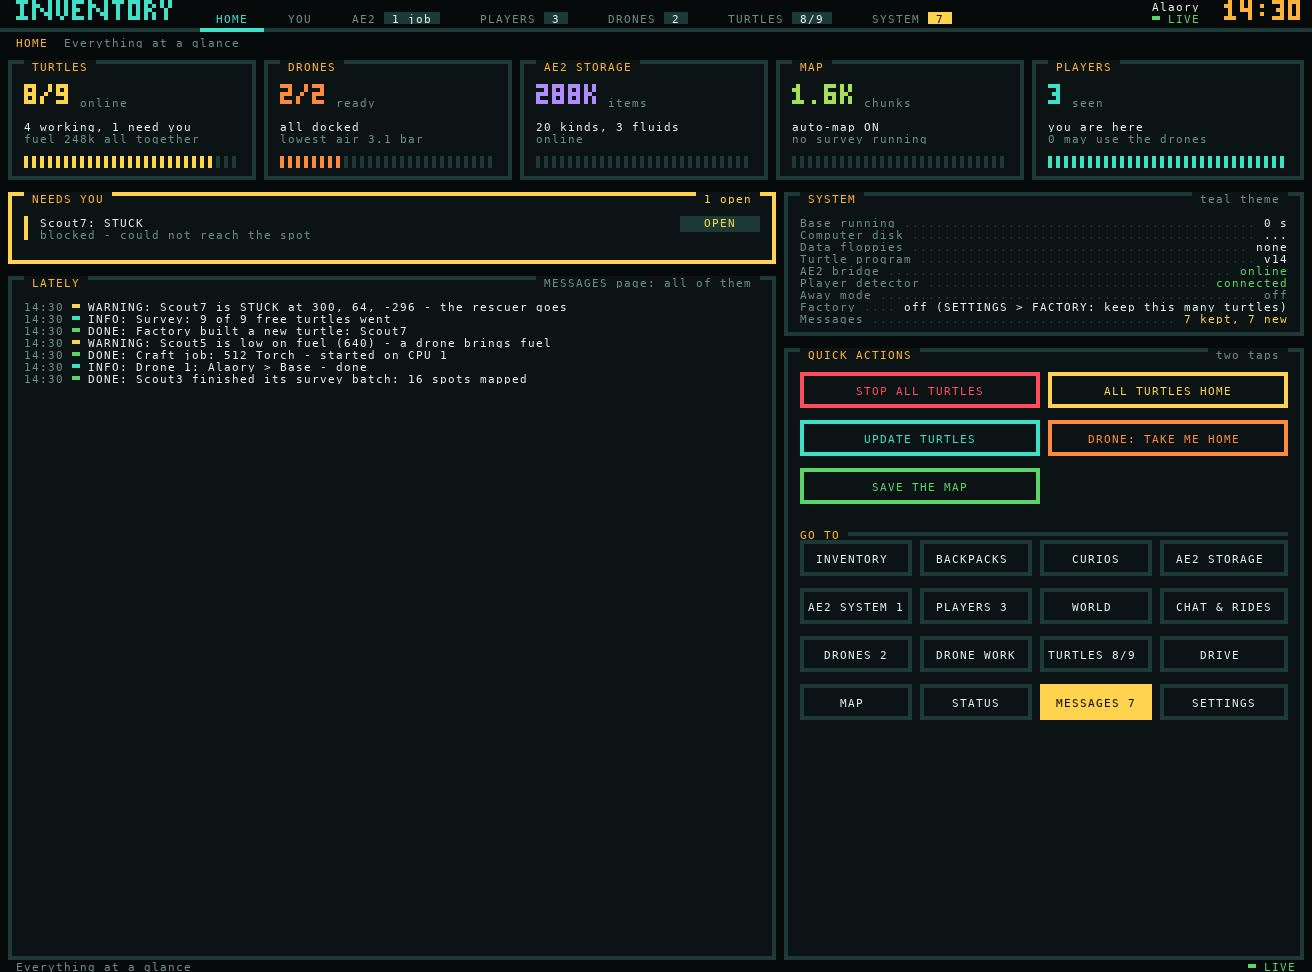 INVENTORY
HOME YOU AE2 1 job PLAYERS 3 DRONES 2 TURTLES 8/9 SYSTEM 7
Alaory
LIVE
14:30
HOME Everything at a glance
TURTLES
8/9 online
4 working, 1 need you
fuel 248k all together
DRONES
2/2 ready
all docked
lowest air 3.1 bar
AE2 STORAGE
288K items
20 kinds, 3 fluids
online
MAP
1.6K chunks
auto-map ON
no survey running
PLAYERS
3 seen
you are here
0 may use the drones
NEEDS YOU 1 open
Scout7: STUCK
blocked - could not reach the spot
OPEN
LATELY MESSAGES page: all of them
14:30 WARNING: Scout7 is STUCK at 300, 64, -296 - the rescuer goes
14:30 INFO: Survey: 9 of 9 free turtles went
14:30 DONE: Factory built a new turtle: Scout7
14:30 WARNING: Scout5 is low on fuel (640) - a drone brings fuel
14:30 DONE: Craft job: 512 Torch - started on CPU 1
14:30 INFO: Drone 1: Alaory > Base - done
14:30 DONE: Scout3 finished its survey batch: 16 spots mapped
SYSTEM teal theme
Base running 0 s
Computer disk ...
Data floppies none
Turtle program v14
AE2 bridge online
Player detector connected
Away mode off
Factory .... off (SETTINGS > FACTORY: keep this many turtles)
Messages 7 kept, 7 new
QUICK ACTIONS two taps
STOP ALL TURTLES
ALL TURTLES HOME
UPDATE TURTLES
DRONE: TAKE ME HOME
SAVE THE MAP
GO TO
INVENTORY BACKPACKS CURIOS AE2 STORAGE
AE2 SYSTEM 1 PLAYERS 3 WORLD CHAT & RIDES
DRONES 2 DRONE WORK TURTLES 8/9 DRIVE
MAP STATUS MESSAGES 7 SETTINGS
Everything at a glance
LIVE